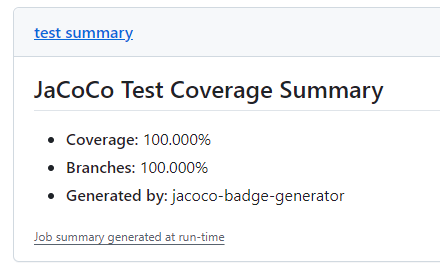 test summary
JaCoCo Test Coverage Summary
• Coverage: 100.000%
• Branches: 100.000%
• Generated by: jacoco-badge-generator
Job summary generated at run-time